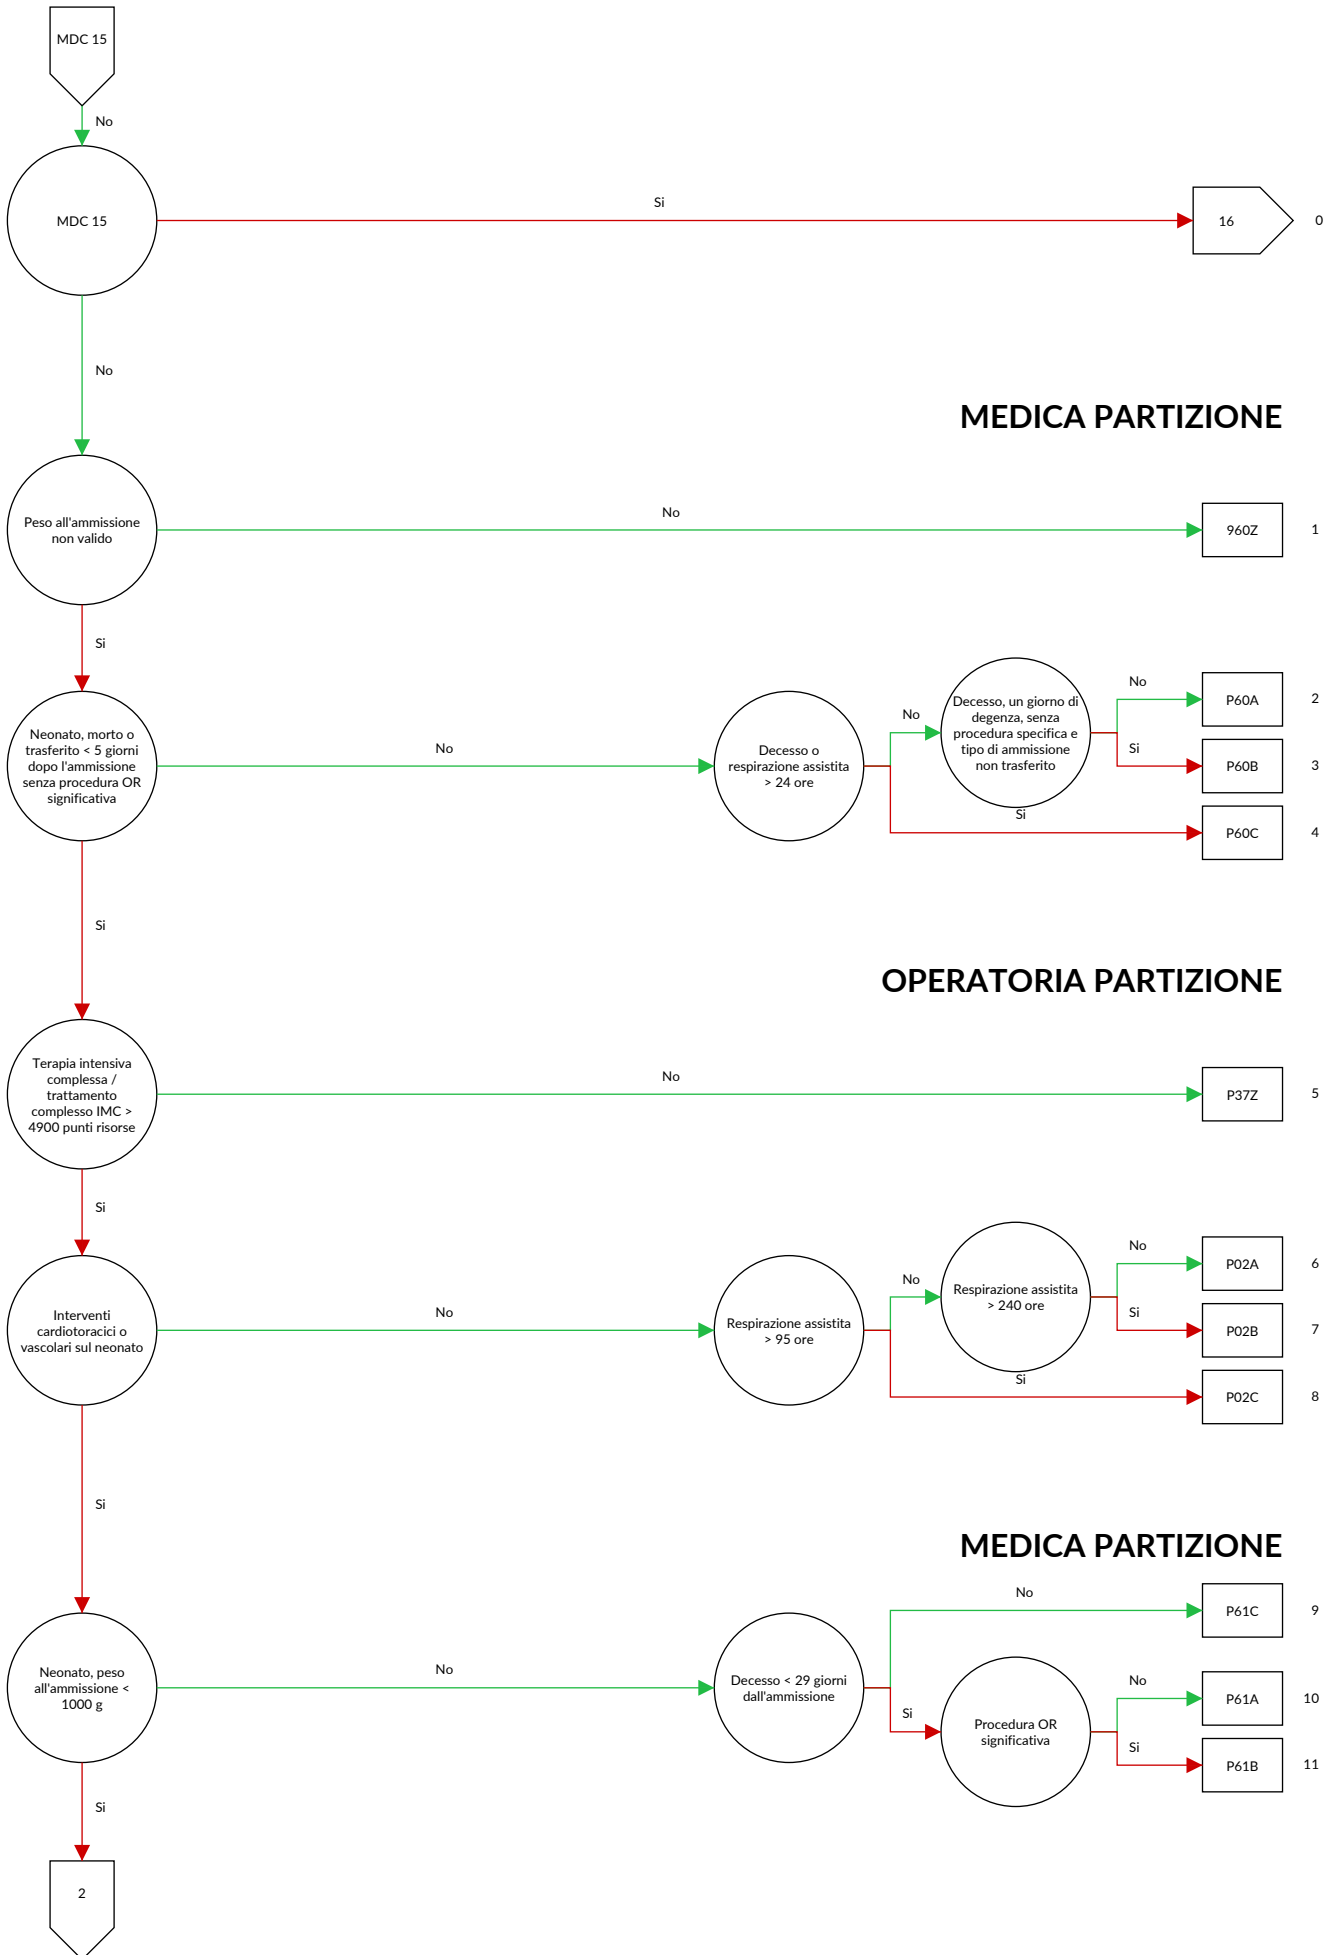 MDC 15
No
MDC 15
Si
16
0
No
MEDICA PARTIZIONE
Peso all'ammissione
non valido
No
960Z
1
Si
Neonato, morto o
trasferito < 5 giorni
dopo l'ammissione
senza procedura OR
significativa
No
Decesso o
respirazione assistita
> 24 ore
No
Decesso, un giorno di
degenza, senza
procedura specifica e
tipo di ammissione
non trasferito
No
P60A
2
Si
P60B
3
Si
P60C
4
Si
OPERATORIA PARTIZIONE
Terapia intensiva
complessa /
trattamento
complesso IMC >
4900 punti risorse
No
P37Z
5
Si
Interventi
cardiotoracici o
vascolari sul neonato
No
Respirazione assistita
> 95 ore
No
Respirazione assistita
> 240 ore
No
P02A
6
Si
P02B
7
Si
P02C
8
Si
MEDICA PARTIZIONE
Neonato, peso
all'ammissione <
1000 g
No
Decesso < 29 giorni
dall'ammissione
No
P61C
9
Si
Procedura OR
significativa
No
P61A
10
Si
P61B
11
Si
2